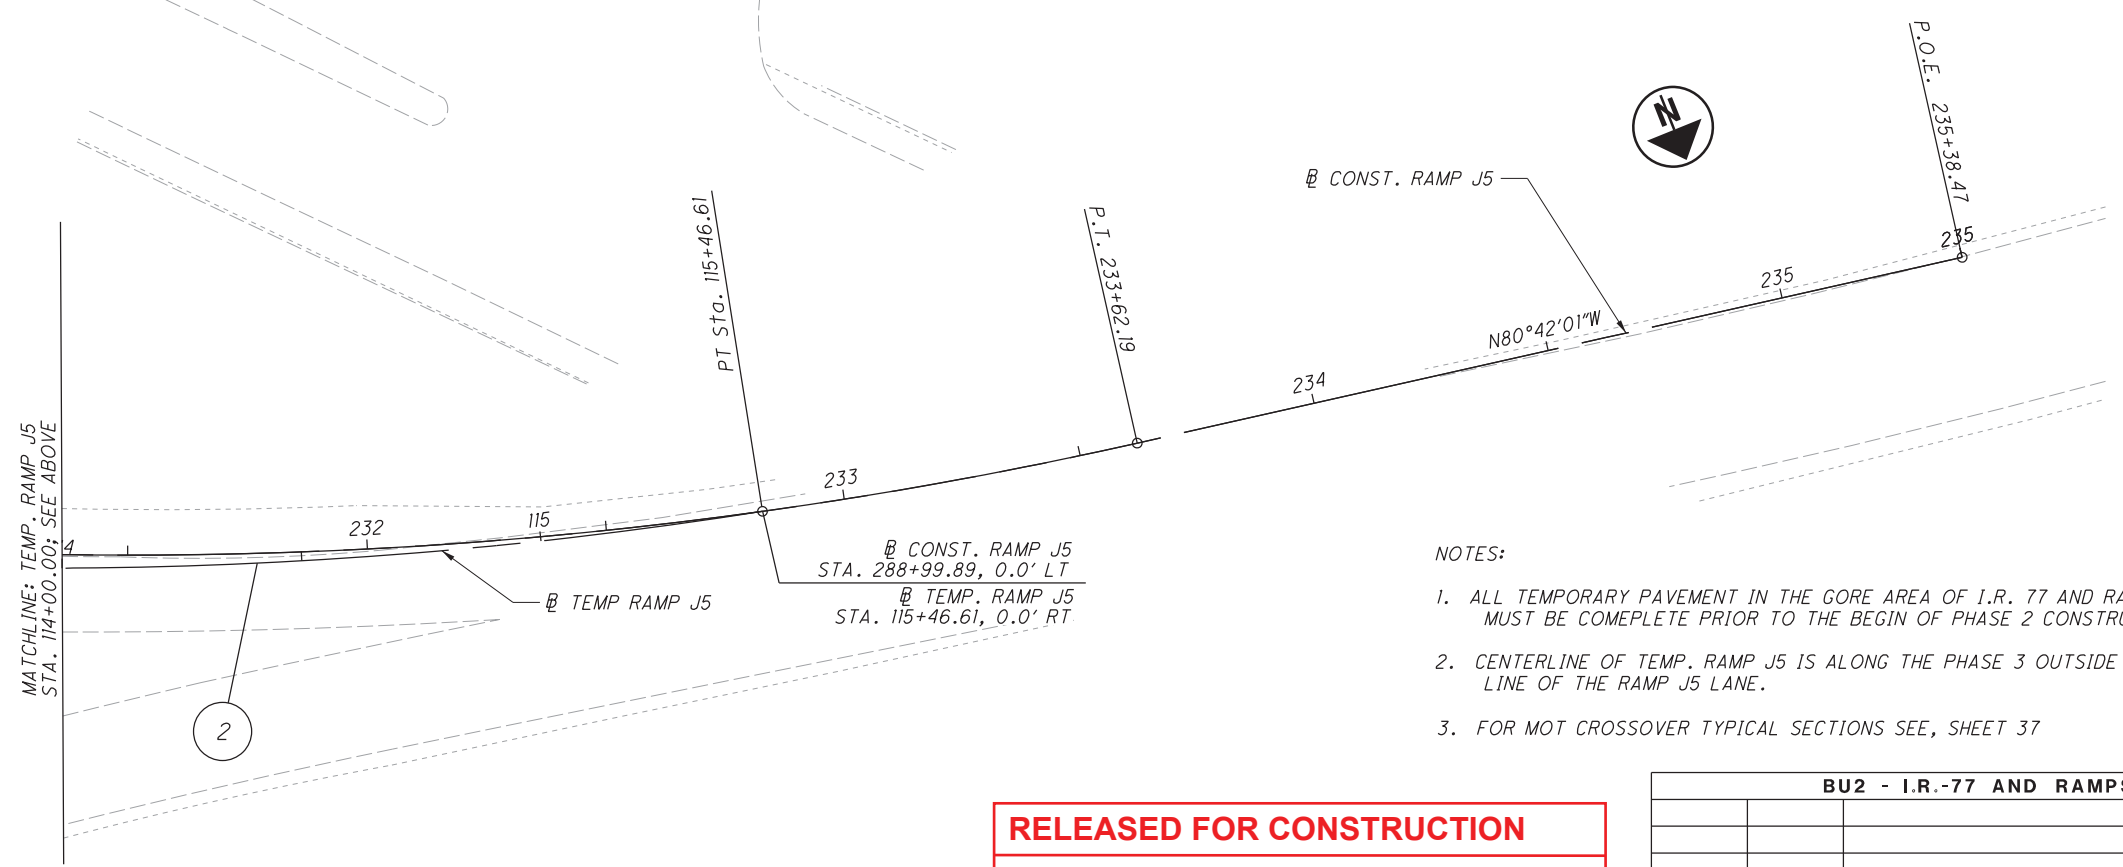 P.O.E. 235+38.47
N
℄ CONST. RAMP J5
PT Sta. 115+46.61
P.T. 233+62.19
235
235
N80°42'01"W
234
233
MATCHLINE: TEMP. RAMP J5
STA. 114+00.00; SEE ABOVE
232
115
℄ CONST. RAMP J5
STA. 288+99.89, 0.0' LT
℄ TEMP. RAMP J5
STA. 115+46.61, 0.0' RT
℄ TEMP RAMP J5
2
NOTES:
1. ALL TEMPORARY PAVEMENT IN THE GORE AREA OF I.R. 77 AND
MUST BE COMEPLETE PRIOR TO THE BEGIN OF PHASE 2
2. CENTERLINE OF TEMP. RAMP J5 IS ALONG THE PHASE 3 OUTSIDE
LINE OF THE RAMP J5 LANE.
3. FOR MOT CROSSOVER TYPICAL SECTIONS SEE, SHEET 37
BU2 - I.R.-77 AND RAMPS
RELEASED FOR CONSTRUCTION